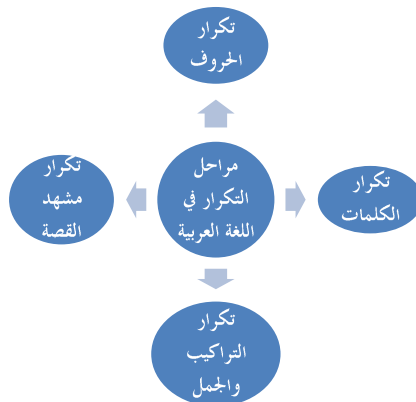 تكرار
الحروف
مراحل
التكرار في
اللغة العربية
تكرار
الكلمات
تكرار
مشهد
القصة
تكرار
التراكيب
والجمل